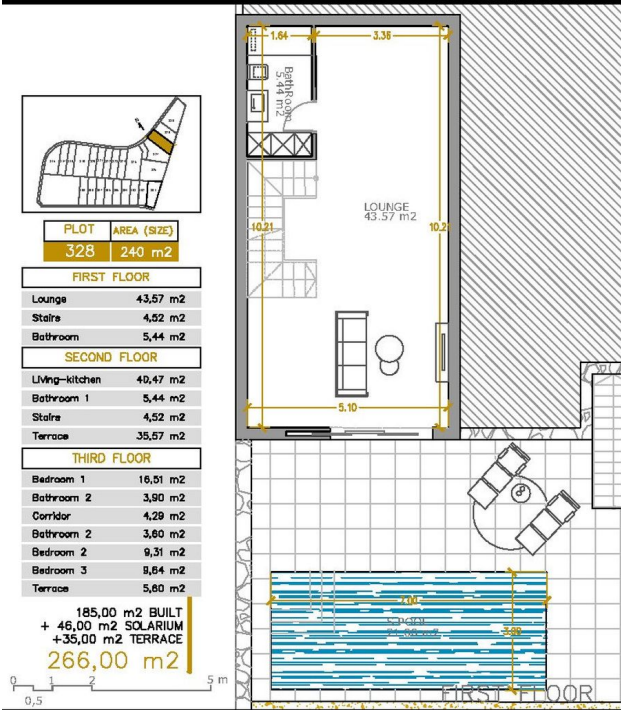 PLOT AREA (SIZE)
328 240 m2
FIRST FLOOR
Lounge 43,57 m2
Stairs 4,52 m2
Bathroom 5,44 m2
SECOND FLOOR
Living-kitchen 40,47 m2
Bathroom 1 5,44 m2
Stairs 4,52 m2
Terrace 35,57 m2
THIRD FLOOR
Bedroom 1 16,51 m2
Bathroom 2 3,90 m2
Corridor 4,29 m2
Bathroom 2 3,60 m2
Bedroom 2 9,31 m2
Bedroom 3 9,64 m2
Terrace 5,60 m2
185,00 m2 BUILT
+ 46,00 m2 SOLARIUM
+35,00 m2 TERRACE
266,00 m2
0 1 2 5 m
0,5
1.64 3.36
BathRoom
5.44 m2
LOUNGE
43.57 m2
10.21
10.21
5.10
7.00
FIRST FLOOR